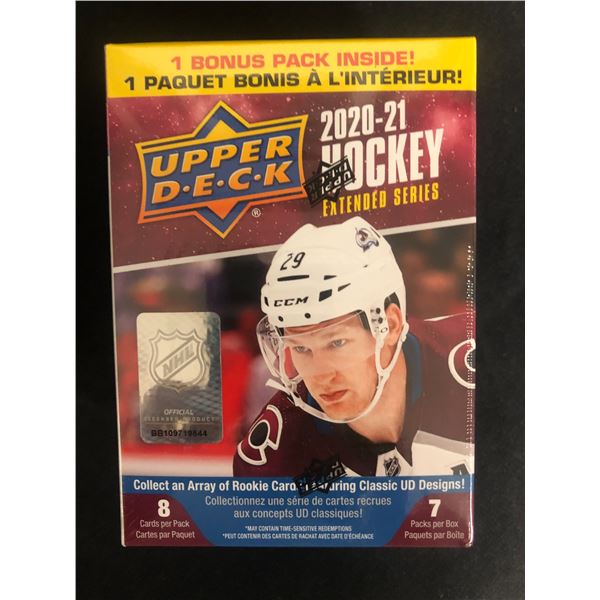 1 BONUS PACK INSIDE!
1 PAQUET BONIS À L'INTÉRIEUR!
UPPER
D•E•C•K
®
2020-21
HOCKEY
EXTENDED SERIES
29
CCM
NHL
OFFICIAL
LICENSED PRODUCT
BB109719644
Collect an Array of Rookie Cards Featuring Classic UD Designs!
Collectionnez une série de cartes recrues
aux concepts UD classiques!
8
Cards per Pack
Cartes par Paquet
*MAY CONTAIN TIME-SENSITIVE REDEMPTIONS
*PEUT CONTENIR DES CARTES DE RACHAT AVEC DATE D'ÉCHÉANCE
7
Packs per Box
Paquets par Boîte